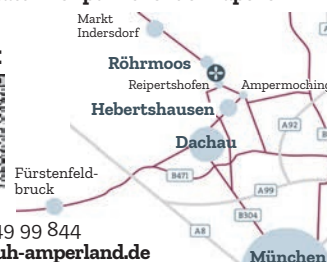 Markt
Indersdorf
Röhrmoos
Reipertshofen
Ampermoching
Hebertshausen
A92
Dachau
B471
Fürstenfeld-
bruck
A99
B304
49 99 844
A8
uh-amperland.de
München